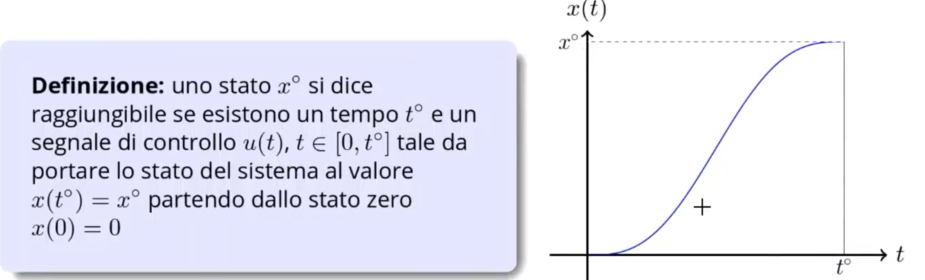 Definizione: uno stato x° si dice
raggiungibile se esistono un tempo t° e un
segnale di controllo u(t), t ∈ [0, t°] tale da
portare lo stato del sistema al valore
x(t°) = x° partendo dallo stato zero
x(0) = 0
x(t)
x°
t°
t